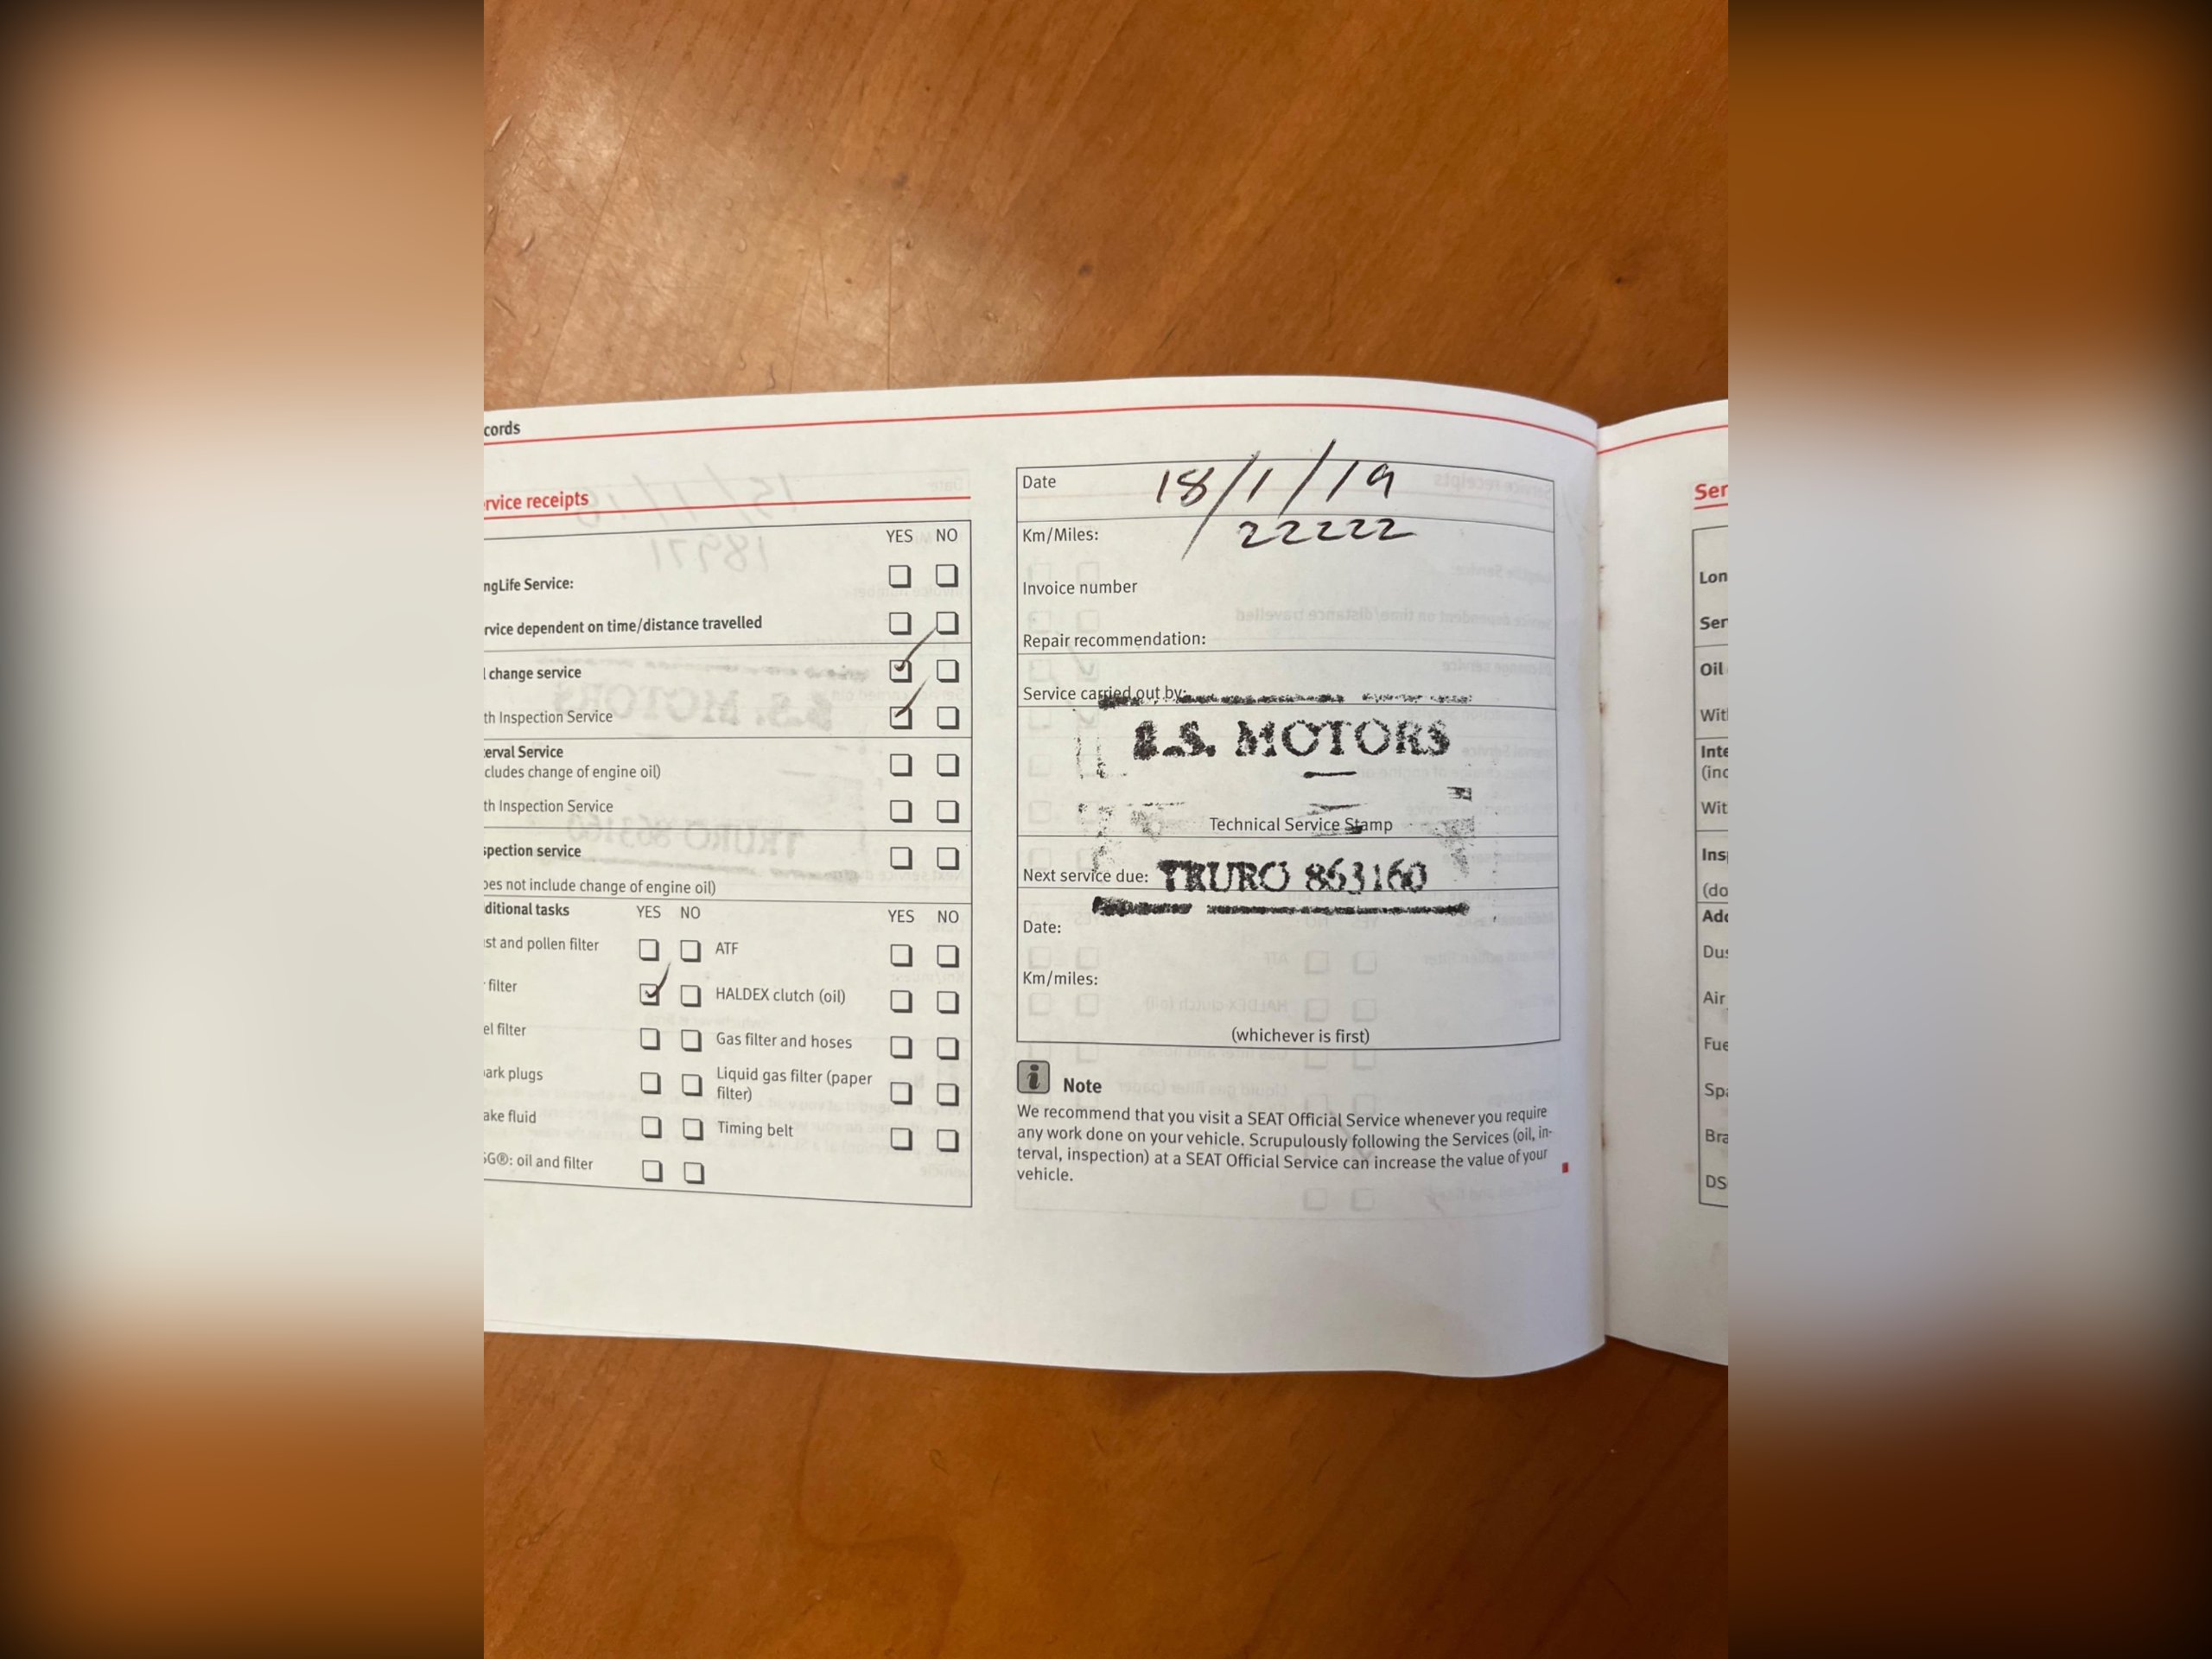 cords
rvice receipts
YES NO
ngLife Service:
rvice dependent on time/distance travelled
l change service
th Inspection Service
erval Service
cludes change of engine oil)
th Inspection Service
spection service
oes not include change of engine oil)
ditional tasks YES NO YES NO
ust and pollen filter ATF
r filter HALDEX clutch (oil)
el filter Gas filter and hoses
ark plugs Liquid gas filter (paper
filter)
ake fluid Timing belt
SG®: oil and filter
Date 18/1/19
Km/Miles: 22222
Invoice number
Repair recommendation:
Service carried out by:
S. MOTORS
Technical Service Stamp
Next service due: TRURO 863160
Date:
Km/miles:
(whichever is first)
Note
We recommend that you visit a SEAT Official Service whenever you require
any work done on your vehicle. Scrupulously following the Services (oil, in-
terval, inspection) at a SEAT Official Service can increase the value of your
vehicle.
Ser
Lon
Ser
Oil
Wit
Inte
(inc
Wit
Ins
(do
Add
Dus
Air
Fue
Spa
Bra
DS